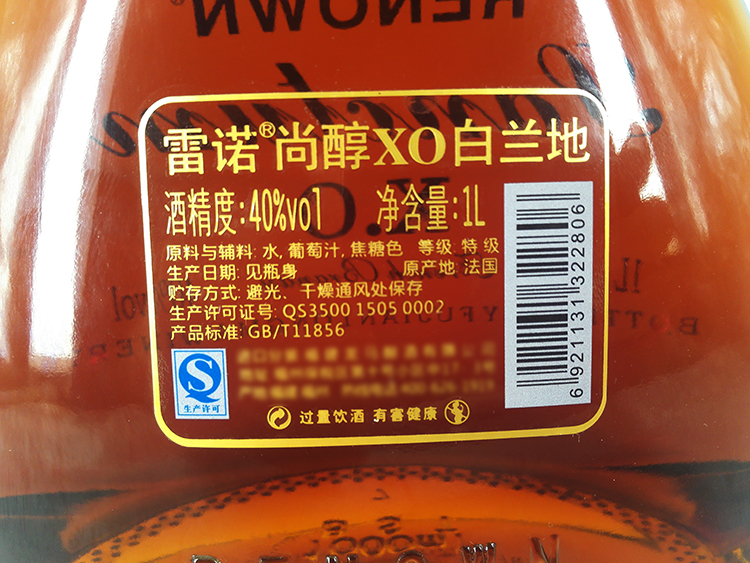 RENOWN®
雷诺®尚醇XO白兰地
酒精度:40%vol 净含量:1L
原料与辅料: 水, 葡萄汁, 焦糖色 等级 特级
生产日期: 见瓶身 原产地: 法国
贮存方式: 避光、干燥通风处保存
生产许可证号: QS3500 1505 0002
产品标准: GB/T11856
QS
生产许可
过量饮酒 有害健康
6 921131 322806